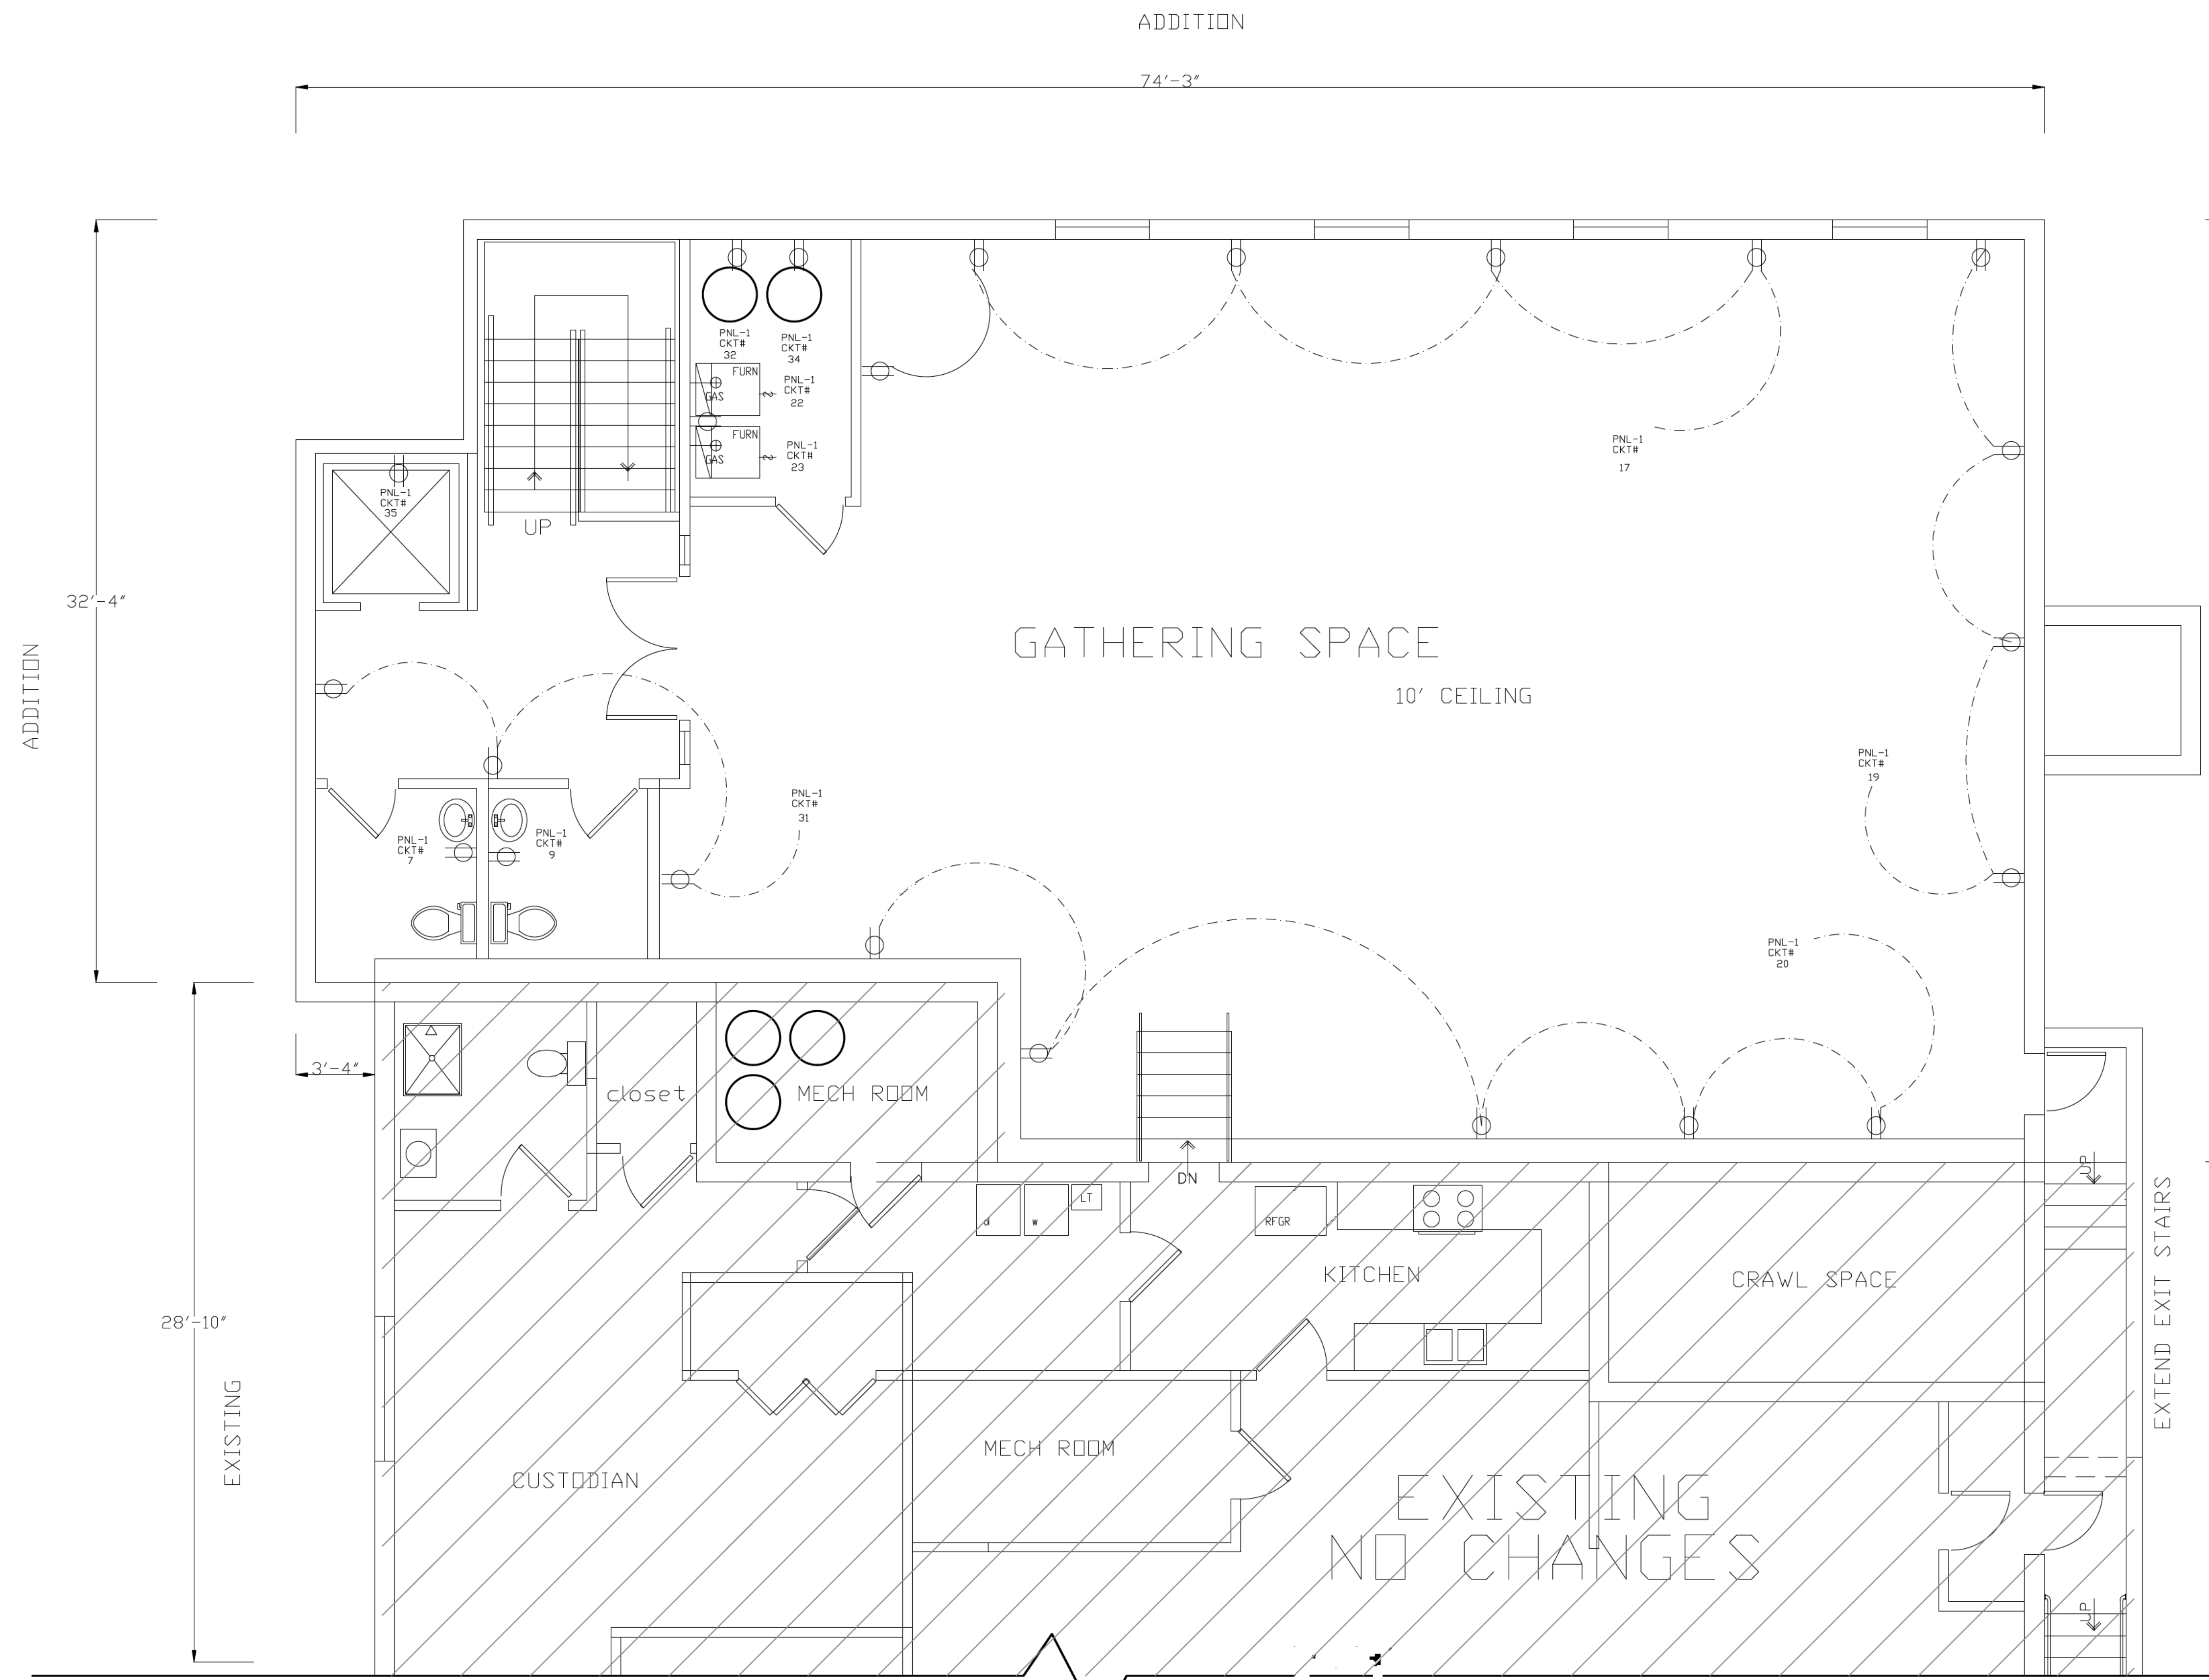 ADDITION
74'-3"
PNL-1
CKT#
32
PNL-1
CKT#
34
FURN
GAS
PNL-1
CKT#
22
FURN
GAS
PNL-1
CKT#
23
PNL-1
CKT#
17
PNL-1
CKT#
35
UP
32'-4"
ADDITION
GATHERING SPACE
10' CEILING
PNL-1
CKT#
19
PNL-1
CKT#
31
PNL-1
CKT#
7
PNL-1
CKT#
9
PNL-1
CKT#
20
3'-4"
closet
MECH ROOM
DN
UP
d
w
LT
RFGR
KITCHEN
CRAWL SPACE
EXTEND EXIT STAIRS
28'-10"
EXISTING
MECH ROOM
CUSTODIAN
EXISTING
NO CHANGES
UP